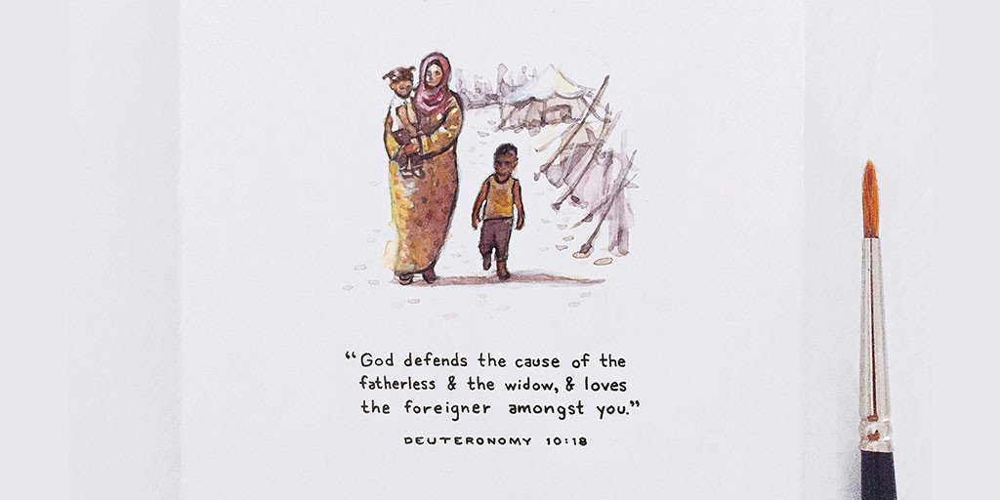 “God defends the cause of the
fatherless & the widow, & loves
the foreigner amongst you.”
DEUTERONOMY 10:18